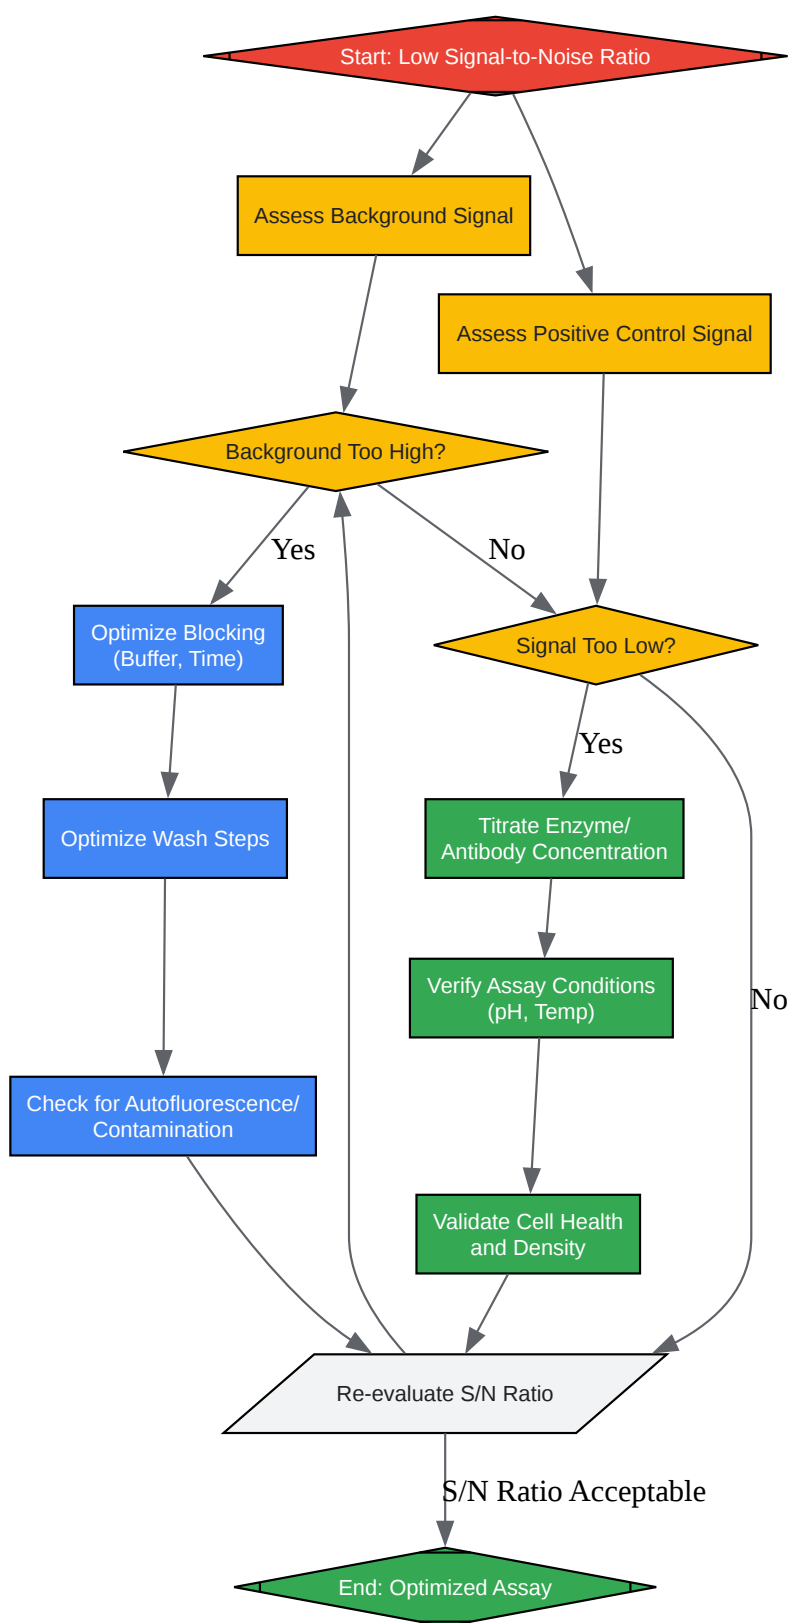 Start: Low Signal-to-Noise Ratio
Assess Background Signal
Assess Positive Control Signal
Background Too High?
Yes
No
Optimize Blocking
(Buffer, Time)
Signal Too Low?
Yes
Optimize Wash Steps
Titrate Enzyme/
Antibody Concentration
Verify Assay Conditions
(pH, Temp)
No
Check for Autofluorescence/
Contamination
Validate Cell Health
and Density
Re-evaluate S/N Ratio
S/N Ratio Acceptable
End: Optimized Assay